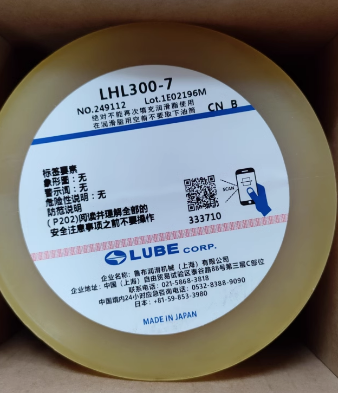 LHL300-7
NO.249112 Lot.1E02196M
绝对不能再次填充润滑脂使用
在润滑脂用空前不要取下油剂
CN B
标签要素
象形图：无
警示词：无
危险性说明：无
防范说明
(P202)阅读并理解全部的
安全注意事项之前不要操作
SCAN
333710
LUBE CORP.
企业名称：鲁布润滑机械（上海）有限公司
企业地址：中国（上海）自由贸易试验区泰谷路88号第三层C部位
联系电话：021-5868-3818
中国境内24小时应急咨询电话：0532-8388-9090
日本：+81-59-853-3980
MADE IN JAPAN